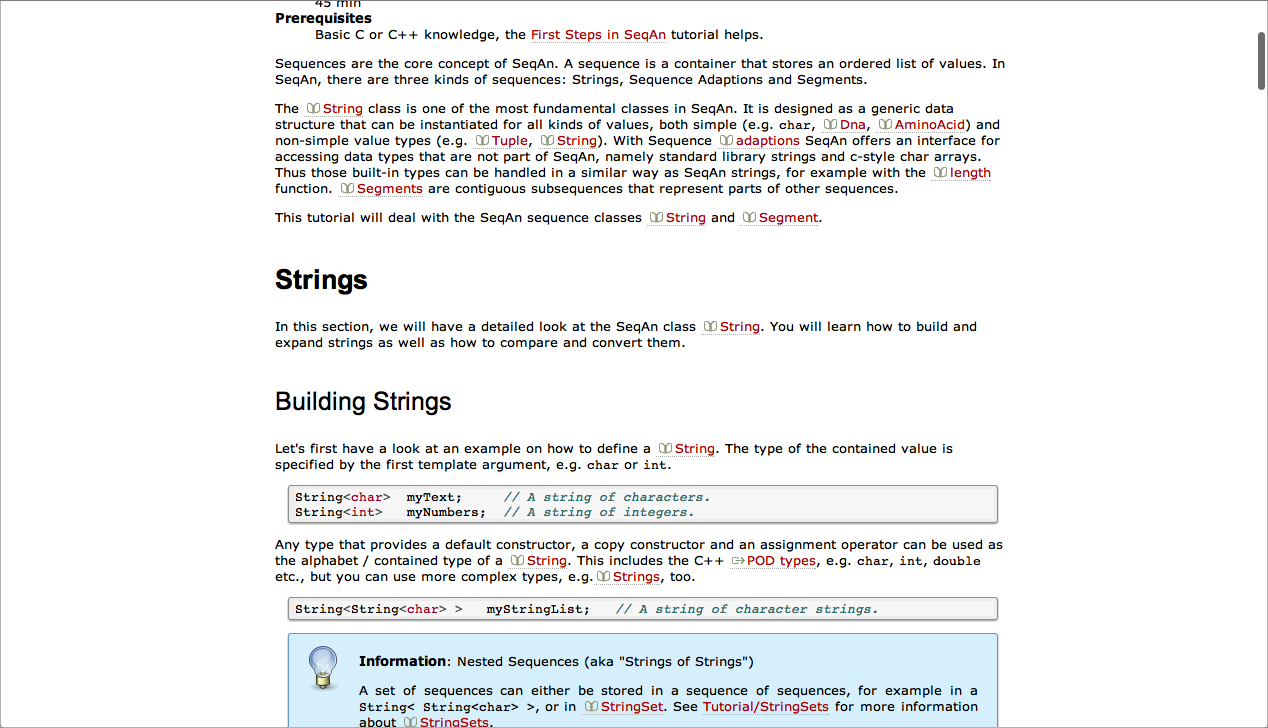 45 min
Prerequisites
Basic C or C++ knowledge, the First Steps in SeqAn tutorial helps.
Sequences are the core concept of SeqAn. A sequence is a container that stores an ordered list of values. In
SeqAn, there are three kinds of sequences: Strings, Sequence Adaptions and Segments.
The String class is one of the most fundamental classes in SeqAn. It is designed as a generic data
structure that can be instantiated for all kinds of values, both simple (e.g. char, Dna, AminoAcid) and
non-simple value types (e.g. Tuple, String). With Sequence adaptions SeqAn offers an interface for
accessing data types that are not part of SeqAn, namely standard library strings and c-style char arrays.
Thus those built-in types can be handled in a similar way as SeqAn strings, for example with the length
function. Segments are contiguous subsequences that represent parts of other sequences.
This tutorial will deal with the SeqAn sequence classes String and Segment.
Strings
In this section, we will have a detailed look at the SeqAn class String. You will learn how to build and
expand strings as well as how to compare and convert them.
Building Strings
Let's first have a look at an example on how to define a String. The type of the contained value is
specified by the first template argument, e.g. char or int.
String<char>  myText;     // A string of characters.
String<int>   myNumbers;  // A string of integers.
Any type that provides a default constructor, a copy constructor and an assignment operator can be used as
the alphabet / contained type of a String. This includes the C++ POD types, e.g. char, int, double
etc., but you can use more complex types, e.g. Strings, too.
String<String<char> >   myStringList;   // A string of character strings.
Information: Nested Sequences (aka "Strings of Strings")
A set of sequences can either be stored in a sequence of sequences, for example in a
String< String<char> >, or in StringSet. See Tutorial/StringSets for more information
about StringSets.